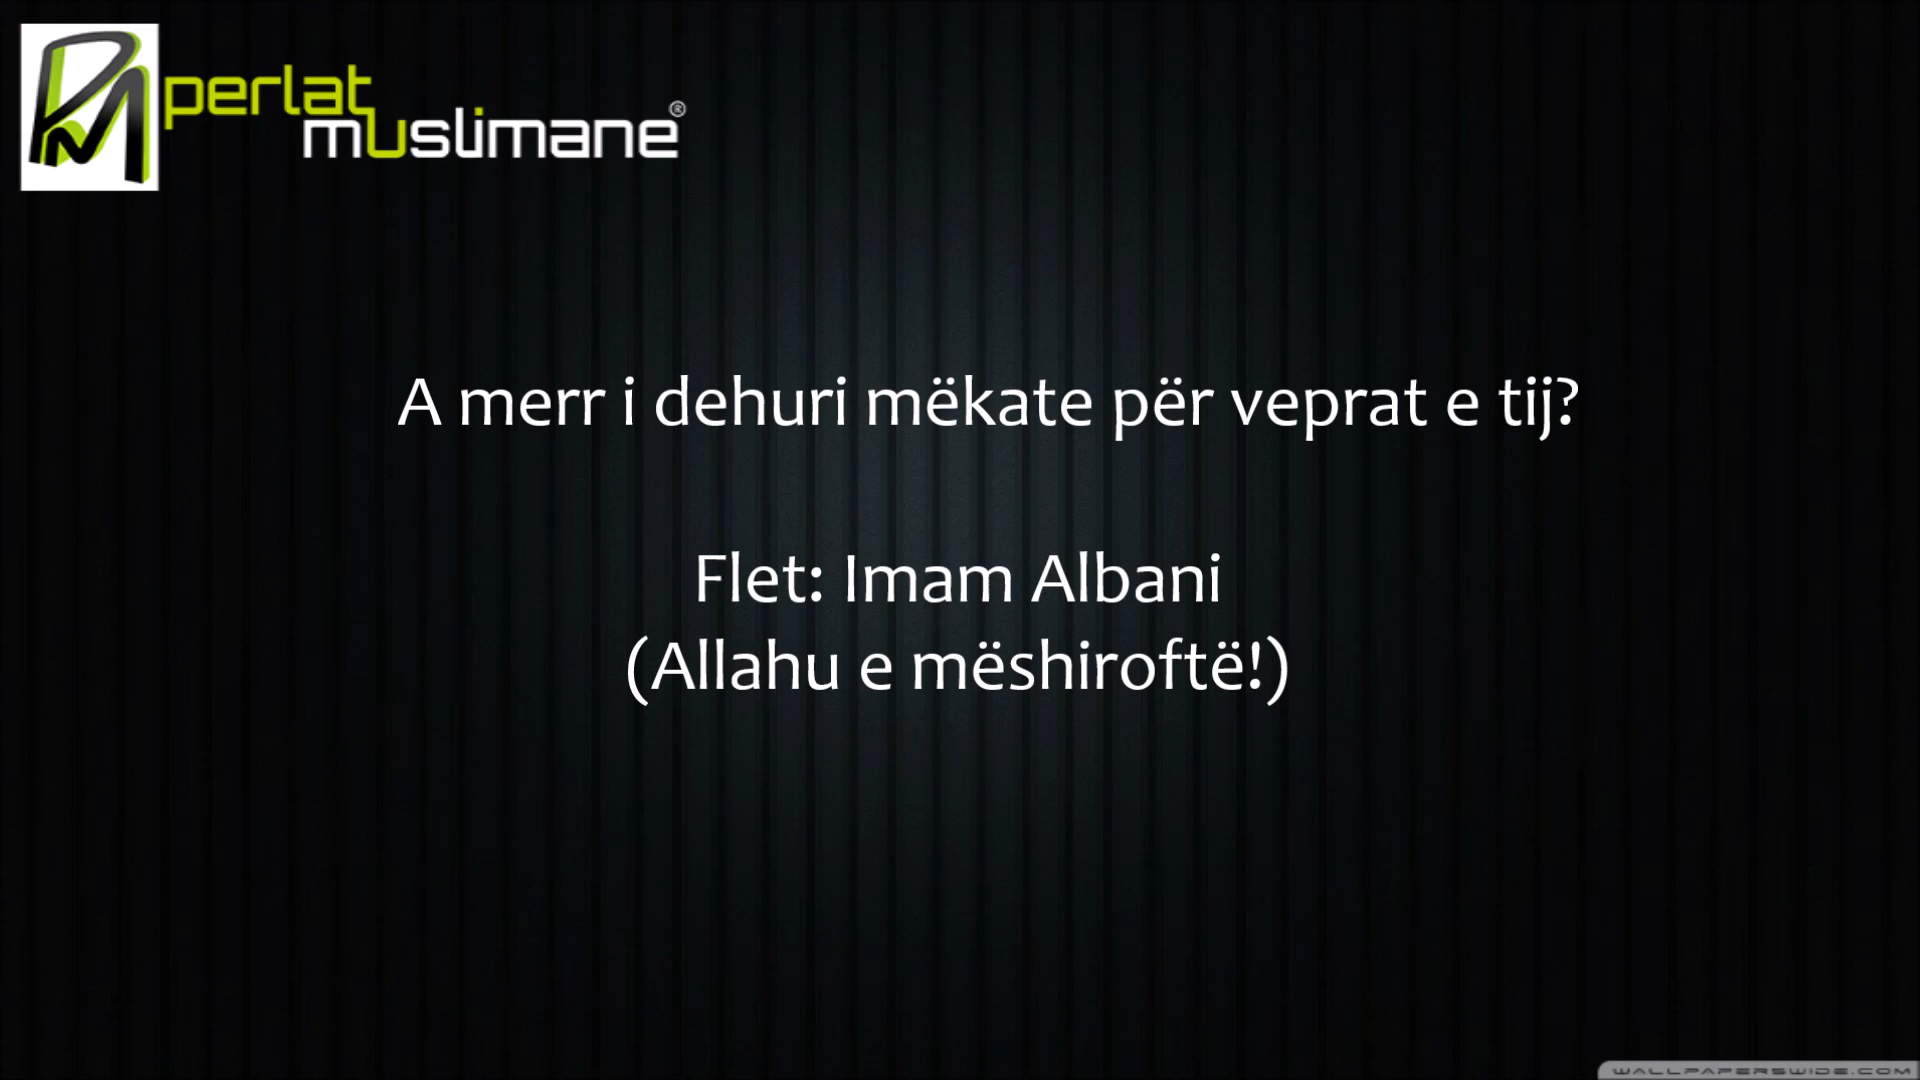 perlat
muslimane®
A merr i dehuri mëkate për veprat e tij?
Flet: Imam Albani
(Allahu e mëshiroftë!)
WALLPAPERSWIDE.COM